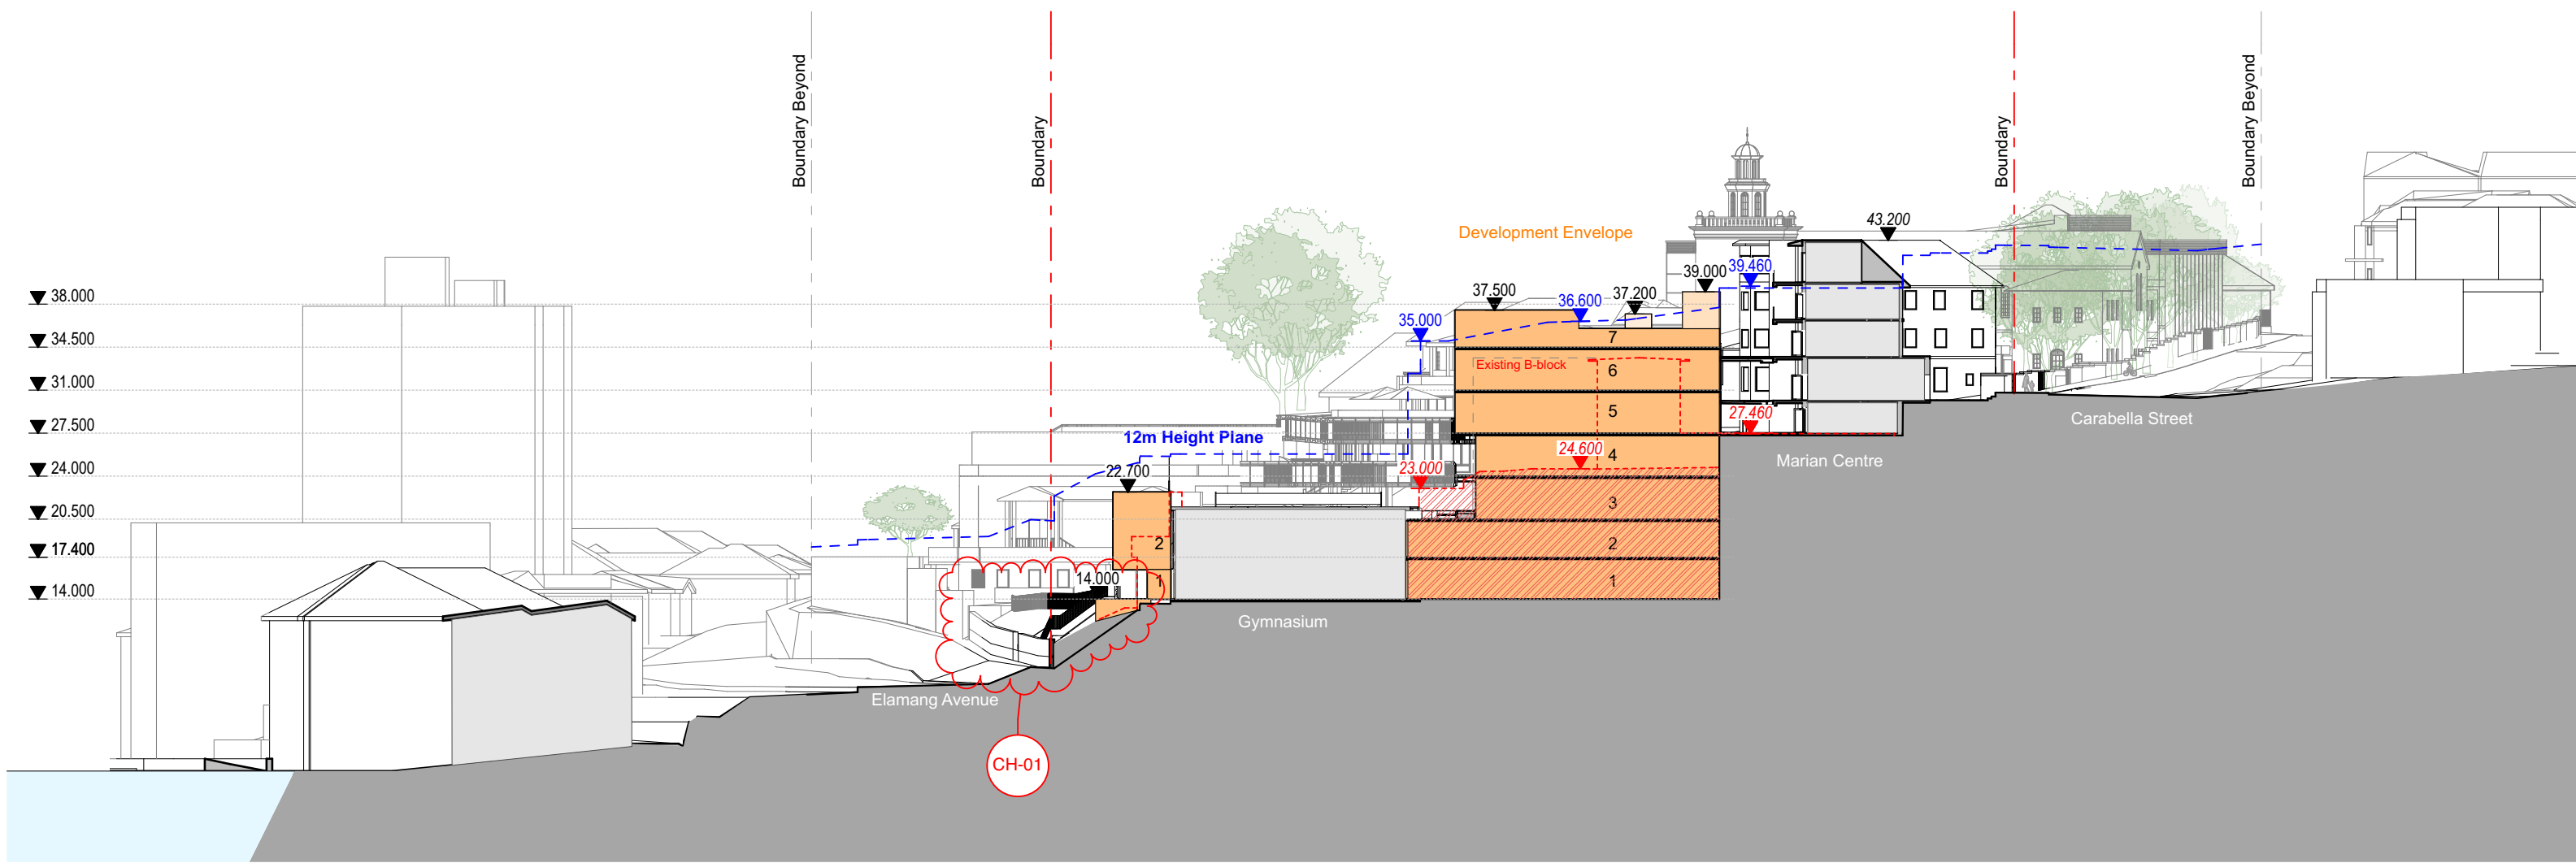 Boundary Beyond
Boundary
Boundary
Boundary Beyond
Development Envelope
43.200
39.000
39.460
37.500
36.600
37.200
35.000
38.000
34.500
31.000
27.500
24.000
20.500
17.400
14.000
7
Existing B-block
6
5
27.460
Carabella Street
12m Height Plane
24.600
4
Marian Centre
23.000
22.700
3
2
2
14.000
1
1
Gymnasium
Elamang Avenue
CH-01